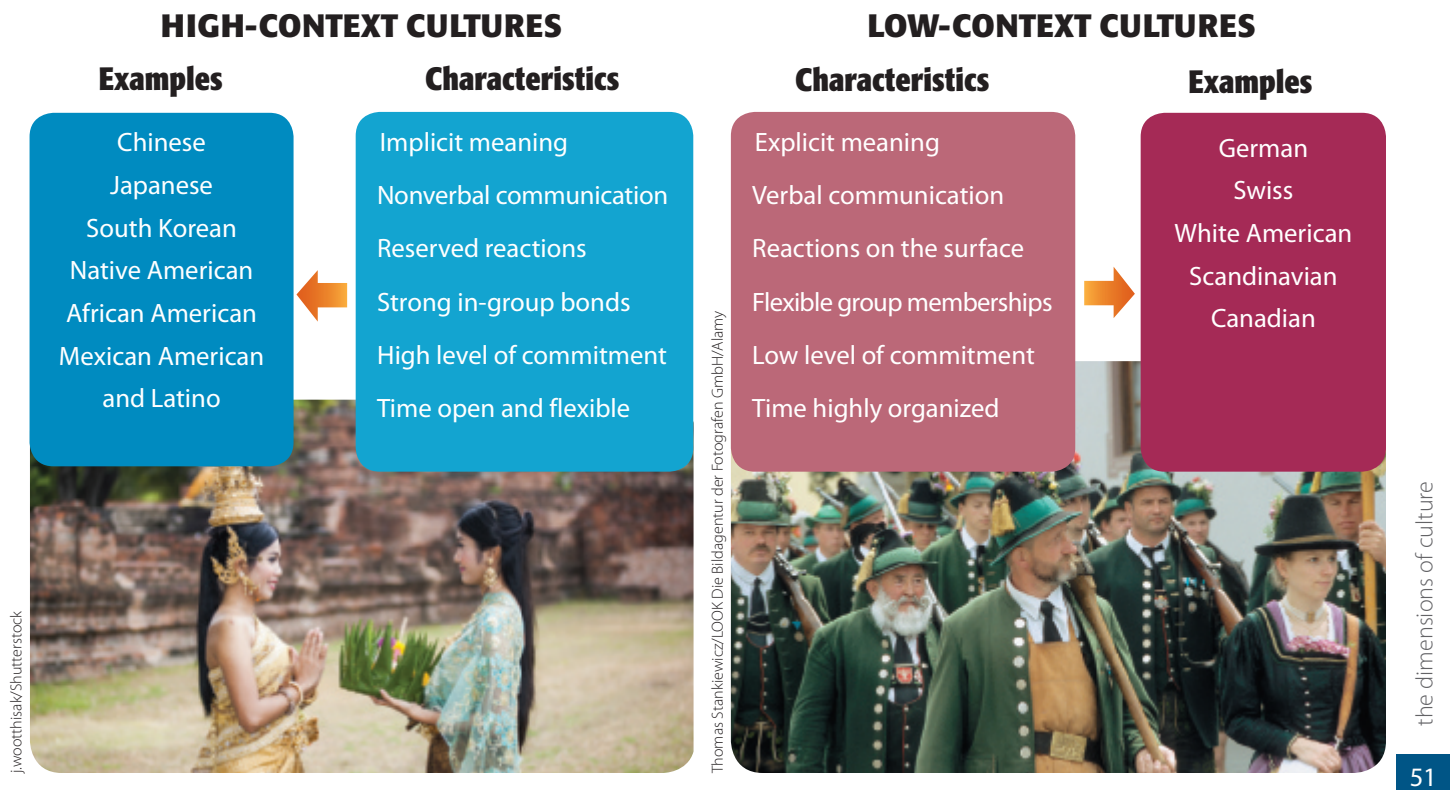 HIGH-CONTEXT CULTURES
Examples
Chinese
Japanese
South Korean
Native American
African American
Mexican American
and Latino
Characteristics
Implicit meaning
Nonverbal communication
Reserved reactions
Strong in-group bonds
High level of commitment
Time open and flexible
LOW-CONTEXT CULTURES
Characteristics
Explicit meaning
Verbal communication
Reactions on the surface
Flexible group memberships
Low level of commitment
Time highly organized
Examples
German
Swiss
White American
Scandinavian
Canadian
j.wootthisak/Shutterstock
Thomas Stankiewicz/LOOK Die Bildagentur der Fotografen GmbH/Alamy
the dimensions of culture
51